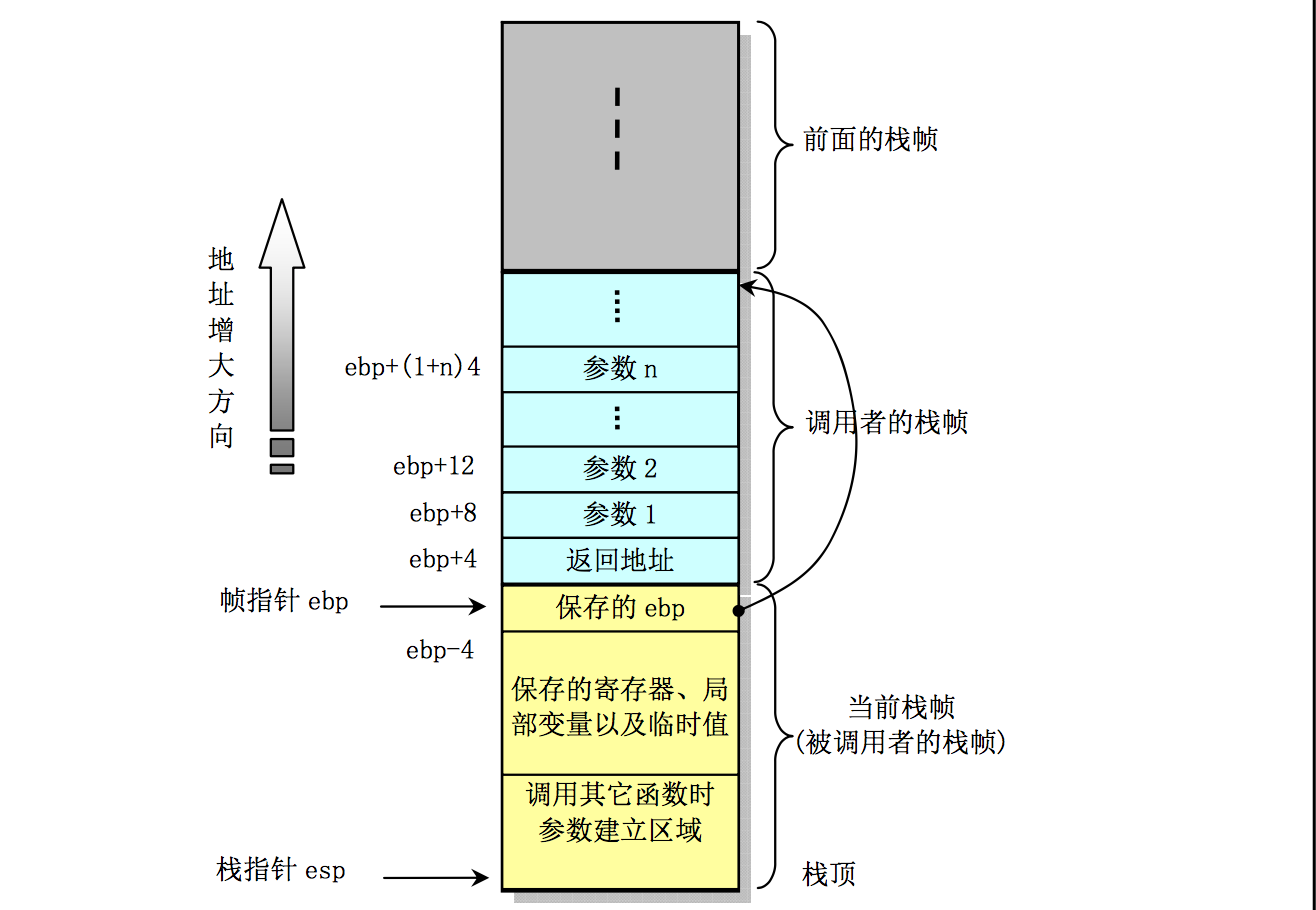 前面的栈帧
地址增大方向
ebp+(1+n)4
参数 n
调用者的栈帧
ebp+12
参数 2
ebp+8
参数 1
ebp+4
返回地址
帧指针 ebp
保存的 ebp
ebp-4
保存的寄存器、局
部变量以及临时值
当前栈帧
(被调用者的栈帧)
调用其它函数时
参数建立区域
栈指针 esp
栈顶